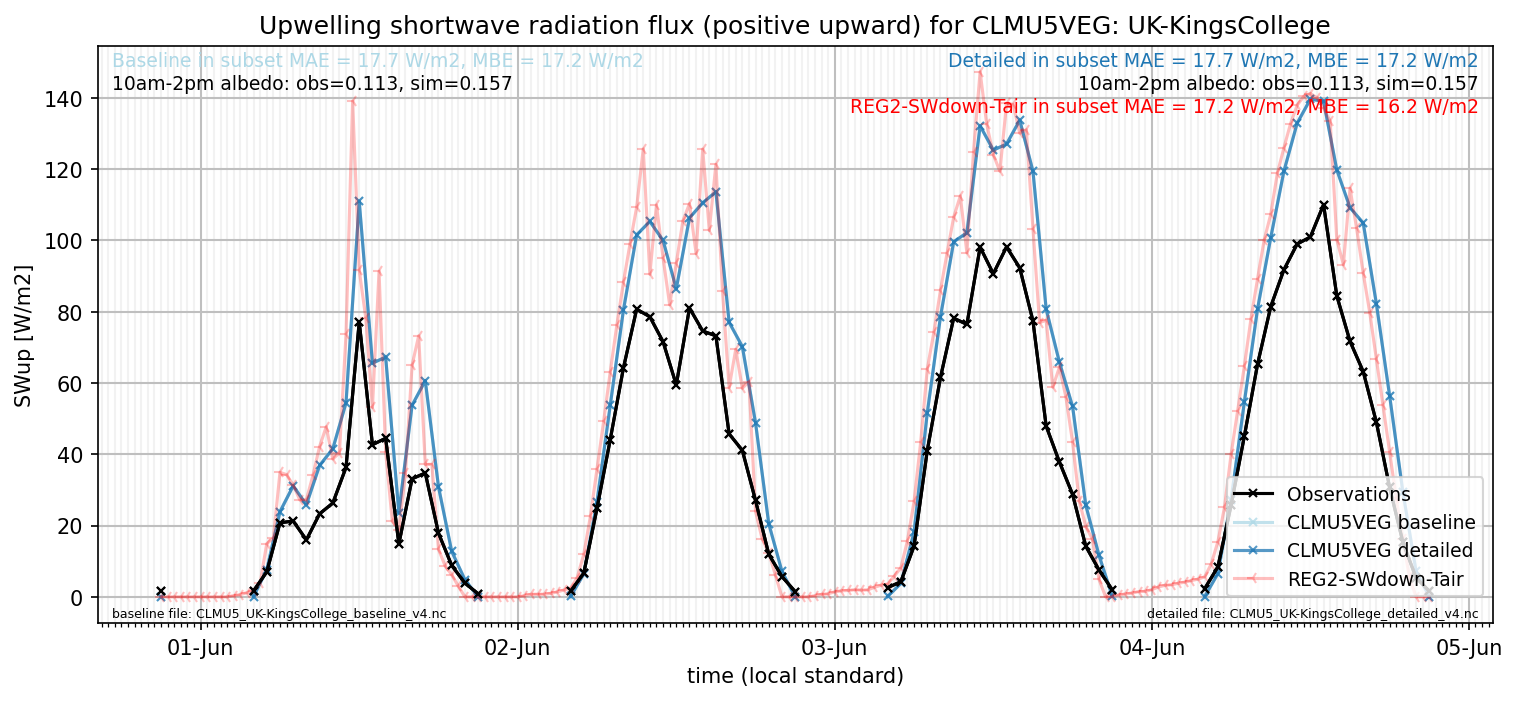 Upwelling shortwave radiation flux (positive upward) for CLMU5VEG: UK-KingsCollege
Baseline in subset MAE = 17.7 W/m2, MBE = 17.2 W/m2
10am-2pm albedo: obs=0.113, sim=0.157
Detailed in subset MAE = 17.7 W/m2, MBE = 17.2 W/m2
10am-2pm albedo: obs=0.113, sim=0.157
REG2-SWdown-Tair in subset MAE = 17.2 W/m2, MBE = 16.2 W/m2
SWup [W/m2]
140
120
100
80
60
40
20
0
Observations
CLMU5VEG baseline
CLMU5VEG detailed
REG2-SWdown-Tair
baseline file: CLMU5_UK-KingsCollege_baseline_v4.nc
detailed file: CLMU5_UK-KingsCollege_detailed_v4.nc
01-Jun
02-Jun
03-Jun
04-Jun
05-Jun
time (local standard)